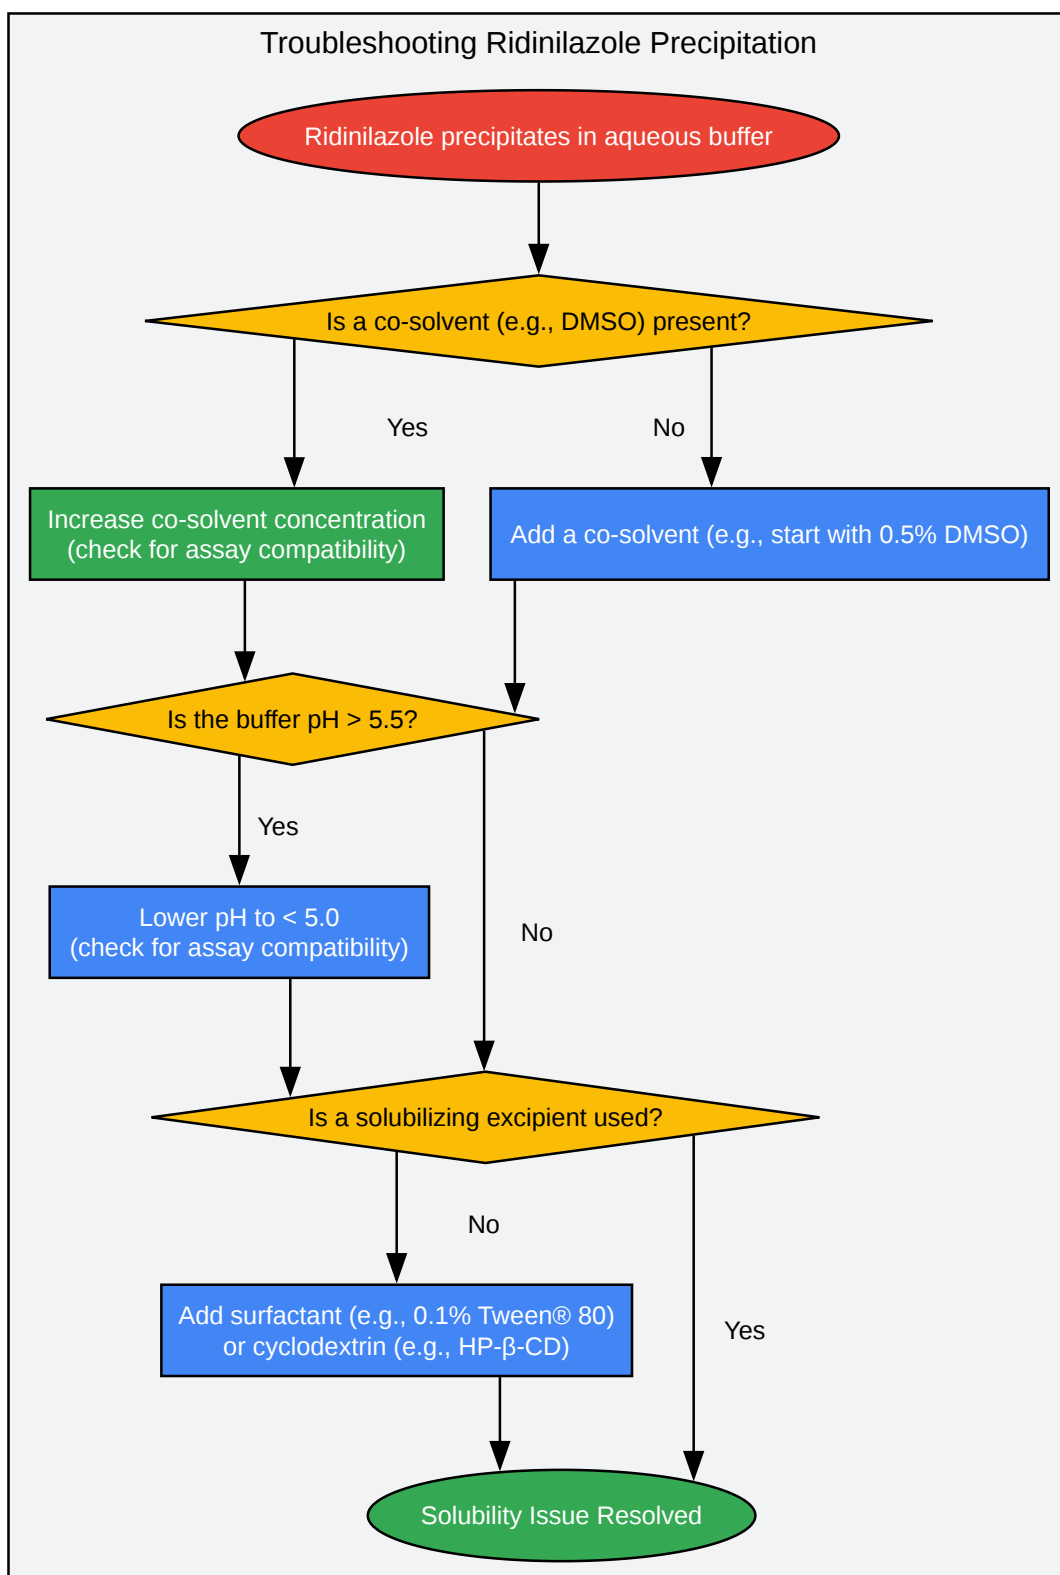 Troubleshooting Ridinilazole Precipitation
Ridinilazole precipitates in aqueous buffer
Is a co-solvent (e.g., DMSO) present?
Yes
No
Increase co-solvent concentration
(check for assay compatibility)
Add a co-solvent (e.g., start with 0.5% DMSO)
Is the buffer pH > 5.5?
Yes
Lower pH to < 5.0
(check for assay compatibility)
No
Is a solubilizing excipient used?
No
Add surfactant (e.g., 0.1% Tween® 80)
or cyclodextrin (e.g., HP-β-CD)
Yes
Solubility Issue Resolved